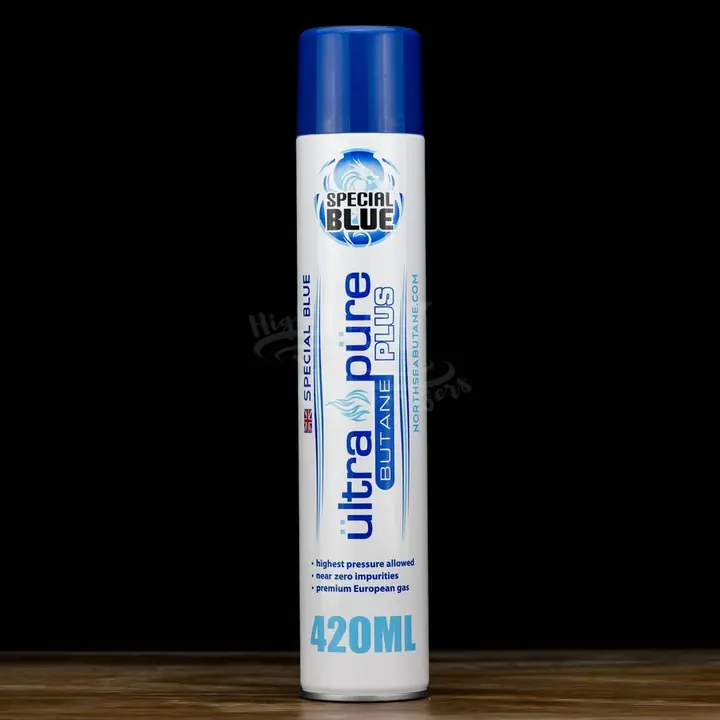 SPECIAL
BLUE
SPECIAL BLUE
ültra püre
BUTANE PLUS
NORTHSEABUTANE.COM
• highest pressure allowed
• near zero impurities
• premium European gas
420ML